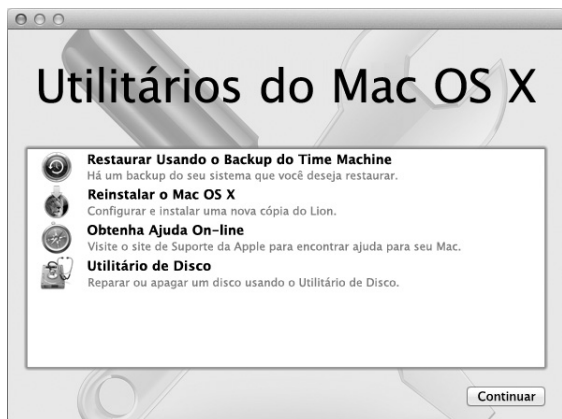 Utilitários do Mac OS X
Restaurar Usando o Backup do Time Machine
Há um backup do seu sistema que você deseja restaurar.
Reinstalar o Mac OS X
Configurar e instalar uma nova cópia do Lion.
Obtenha Ajuda On-line
Visite o site de Suporte da Apple para encontrar ajuda para seu Mac.
Utilitário de Disco
Reparar ou apagar um disco usando o Utilitário de Disco.
Continuar